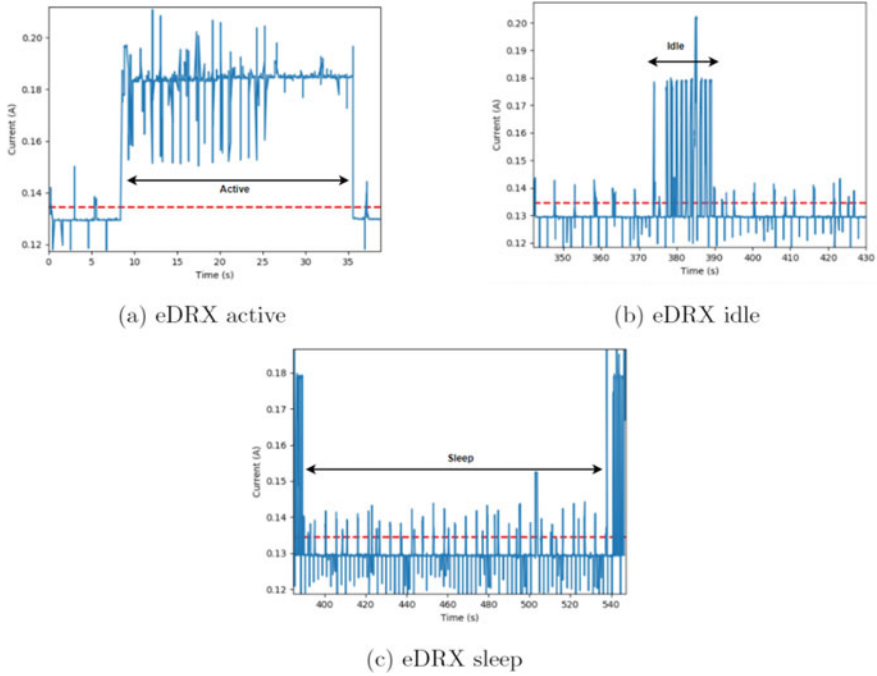 0.20
0.18
0.16
0.14
0.12
Current (A)
Active
0 5 10 15 20 25 30 35
Time (s)
(a) eDRX active
0.20
0.19
0.18
0.17
0.16
0.15
0.14
0.13
0.12
Current (A)
Idle
350 360 370 380 390 400 410 420 430
Time (s)
(b) eDRX idle
0.18
0.17
0.16
0.15
0.14
0.13
0.12
Current (A)
Sleep
400 420 440 460 480 500 520 540
Time (s)
(c) eDRX sleep